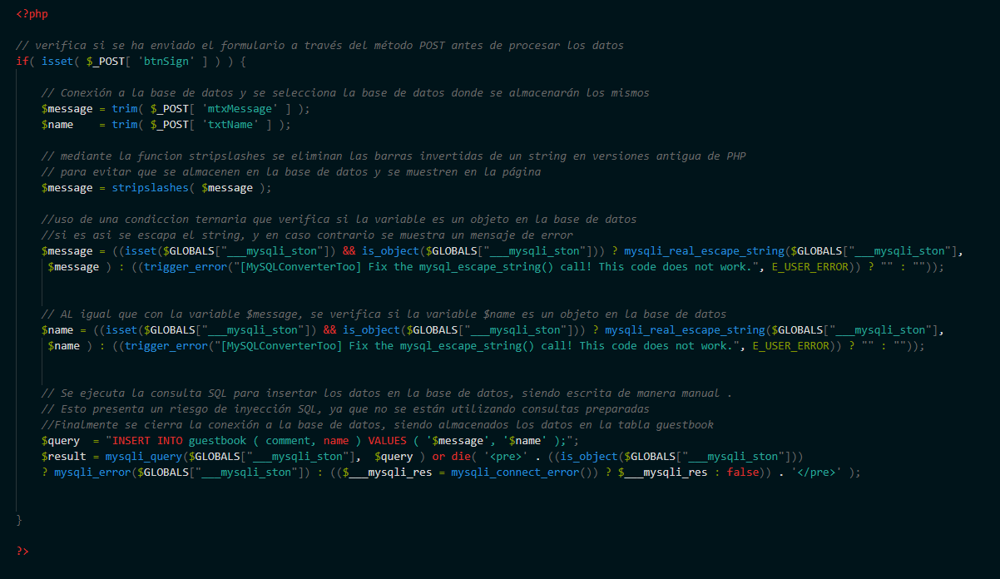 <?php
// verifica si se ha enviado el formulario a través del método POST antes de procesar los datos
if( isset( $_POST[ 'btnSign' ] ) ) {
// Conexión a la base de datos y se selecciona la base de datos donde se almacenarán los mismos
$message = trim( $_POST[ 'mtxMessage' ] );
$name    = trim( $_POST[ 'txtName' ] );
// mediante la funcion stripslashes se eliminan las barras invertidas de un string en versiones antigua de PHP
// para evitar que se almacenen en la base de datos y se muestren en la página
$message = stripslashes( $message );
//uso de una condiccion ternaria que verifica si la variable es un objeto en la base de datos
//si es asi se escapa el string, y en caso contrario se muestra un mensaje de error
$message = ((isset($GLOBALS["___mysqli_ston"]) && is_object($GLOBALS["___mysqli_ston"])) ? mysqli_real_escape_string($GLOBALS["___mysqli_ston"],
$message ) : ((trigger_error("[MySQLConverterToo] Fix the mysql_escape_string() call! This code does not work.", E_USER_ERROR)) ? "" : ""));
// AL igual que con la variable $message, se verifica si la variable $name es un objeto en la base de datos
$name = ((isset($GLOBALS["___mysqli_ston"]) && is_object($GLOBALS["___mysqli_ston"])) ? mysqli_real_escape_string($GLOBALS["___mysqli_ston"],
$name ) : ((trigger_error("[MySQLConverterToo] Fix the mysql_escape_string() call! This code does not work.", E_USER_ERROR)) ? "" : ""));
// Se ejecuta la consulta SQL para insertar los datos en la base de datos, siendo escrita de manera manual .
// Esto presenta un riesgo de inyección SQL, ya que no se están utilizando consultas preparadas
//Finalmente se cierra la conexión a la base de datos, siendo almacenados los datos en la tabla guestbook
$query  = "INSERT INTO guestbook ( comment, name ) VALUES ( '$message', '$name' );";
$result = mysqli_query($GLOBALS["___mysqli_ston"],  $query ) or die( '<pre>' . ((is_object($GLOBALS["___mysqli_ston"]))
? mysqli_error($GLOBALS["___mysqli_ston"]) : (($___mysqli_res = mysqli_connect_error()) ? $___mysqli_res : false)) . '</pre>' );
}
?>